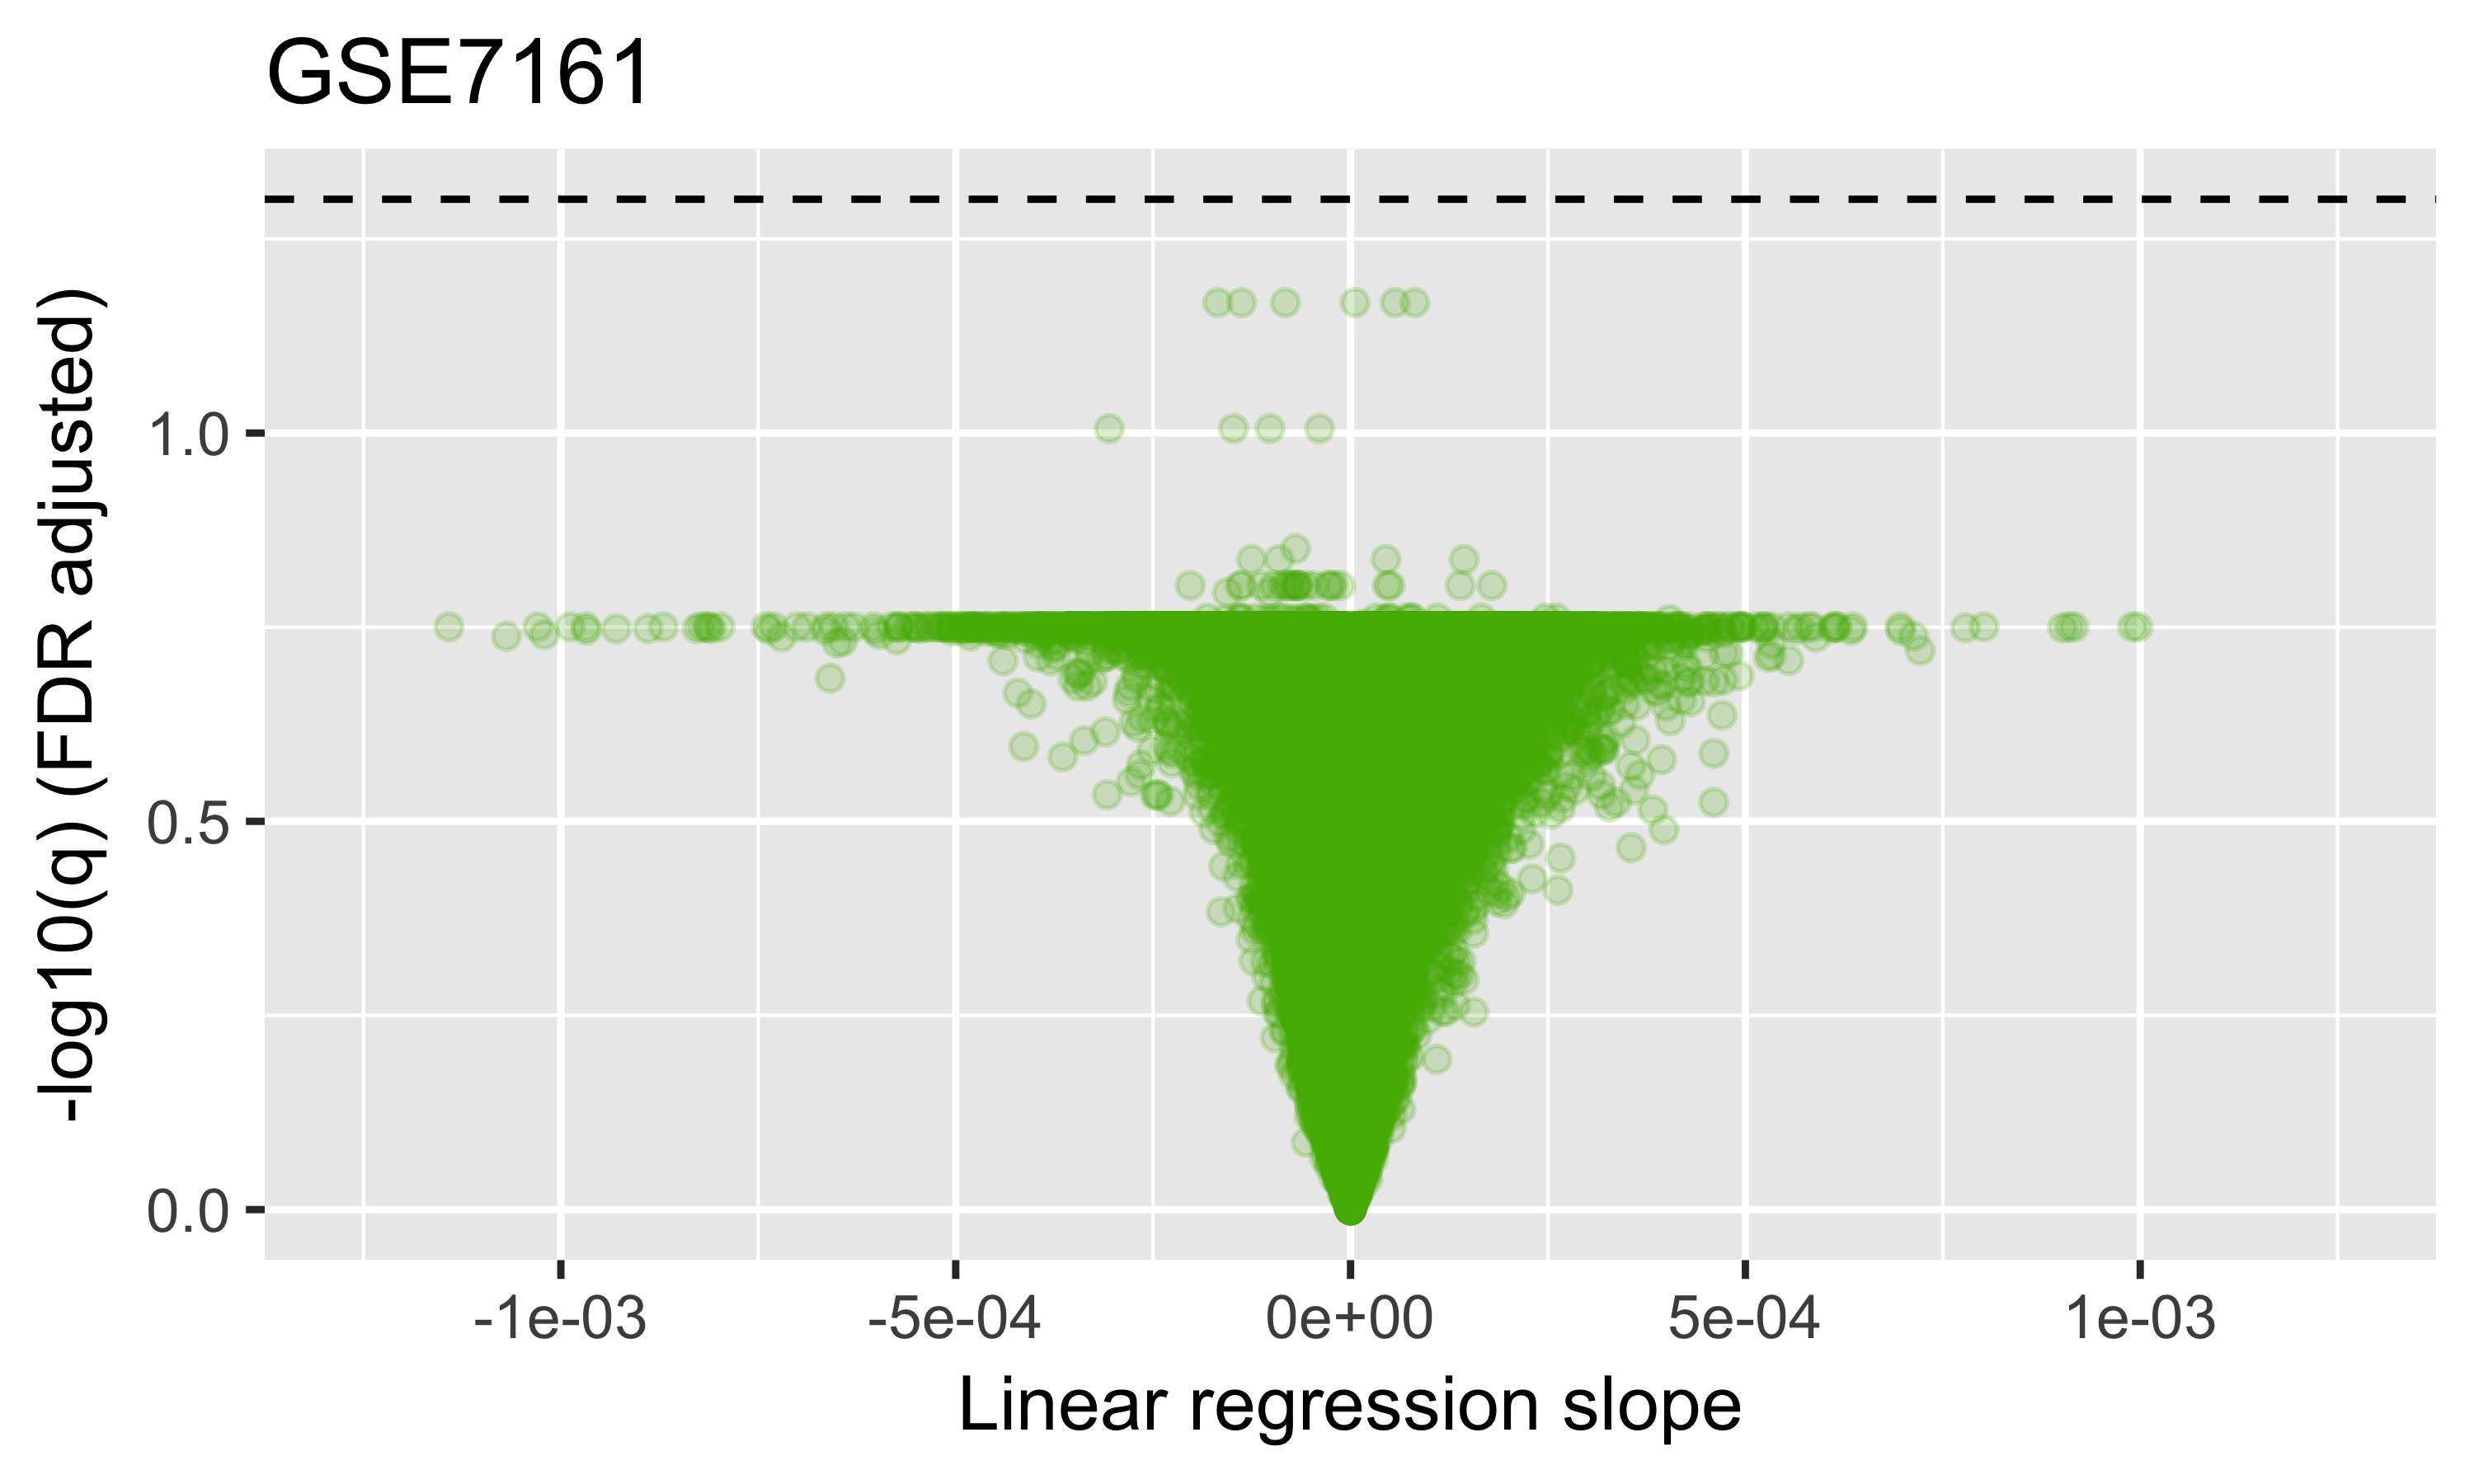 GSE7161
-log10(q) (FDR adjusted)
1.0
0.5
0.0
-1e-03
-5e-04
0e+00
5e-04
1e-03
Linear regression slope